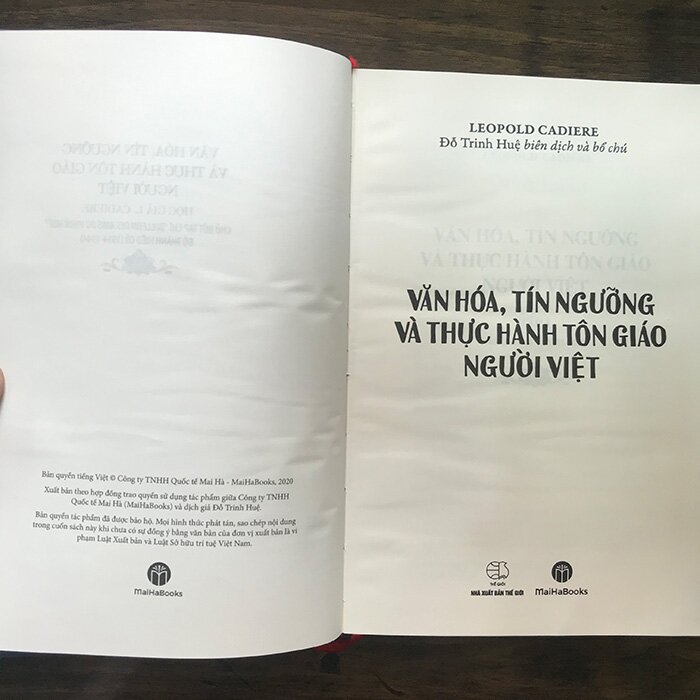 Bản quyền tiếng Việt © Công ty TNHH Quốc tế Mai Hà - MaiHaBooks, 2020
Xuất bản theo hợp đồng trao quyền sử dụng tác phẩm giữa Công ty TNHH
Quốc tế Mai Hà (MaiHaBooks) và dịch giả Đỗ Trinh Huệ.
Bản quyền tác phẩm đã được bảo hộ. Mọi hình thức phát tán, sao chép nội dung
trong cuốn sách này khi chưa có sự đồng ý bằng văn bản của đơn vị xuất bản là vi
phạm Luật Xuất bản và Luật Sở hữu trí tuệ Việt Nam.
MaiHaBooks
LEOPOLD CADIERE
Đỗ Trinh Huệ biên dịch và bổ chú
VĂN HÓA, TÍN NGƯỠNG
VÀ THỰC HÀNH TÔN GIÁO
NGƯỜI VIỆT
THẾ GIỚI
NHÀ XUẤT BẢN THẾ GIỚI
MaiHaBooks